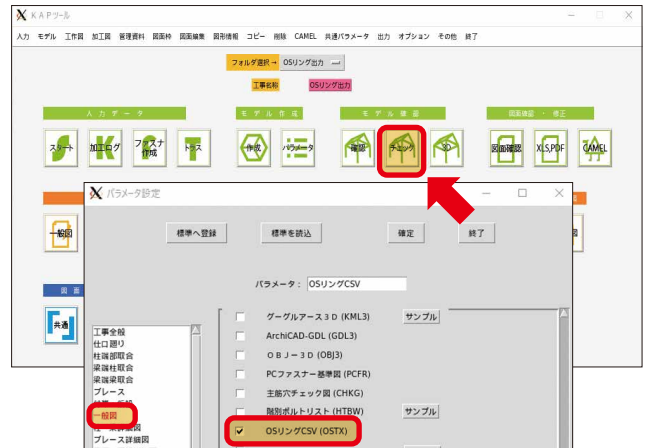 KAPツール
入力 モデル 工作図 加工図 管理資料 図面枠 図面編集 図形情報 コピー 削除 CAMEL 共通パラメータ 出力 オプション その他 終了
フォルダ選択→ OSリング出力
工事名称 OSリング出力
入力データ モデル作成 モデル確認 図面確認・修正
スタート 加工ログ ファスナ作成 トラス 作成 パラメータ 確認 チェック 3D 図面確認 XLS,PDF CAMEL
パラメータ設定
一般図
標準へ登録 標準を読込 確定 終了
図面
パラメータ: OSリングCSV
共通
グーグルアース3D (KML3) サンプル
工事全般
ArchiCAD-GDL (GDL3)
仕口廻り
柱端部取合
OBJ-3D (OBJ3)
梁端柱取合
梁端梁取合
PCファスナー基準図 (PCFR)
ブレース
主筋穴チェック図 (CHKG)
一般図
階別ボルトリスト (HTBW) サンプル
OSリングCSV (OSTX)
ブレース詳細図